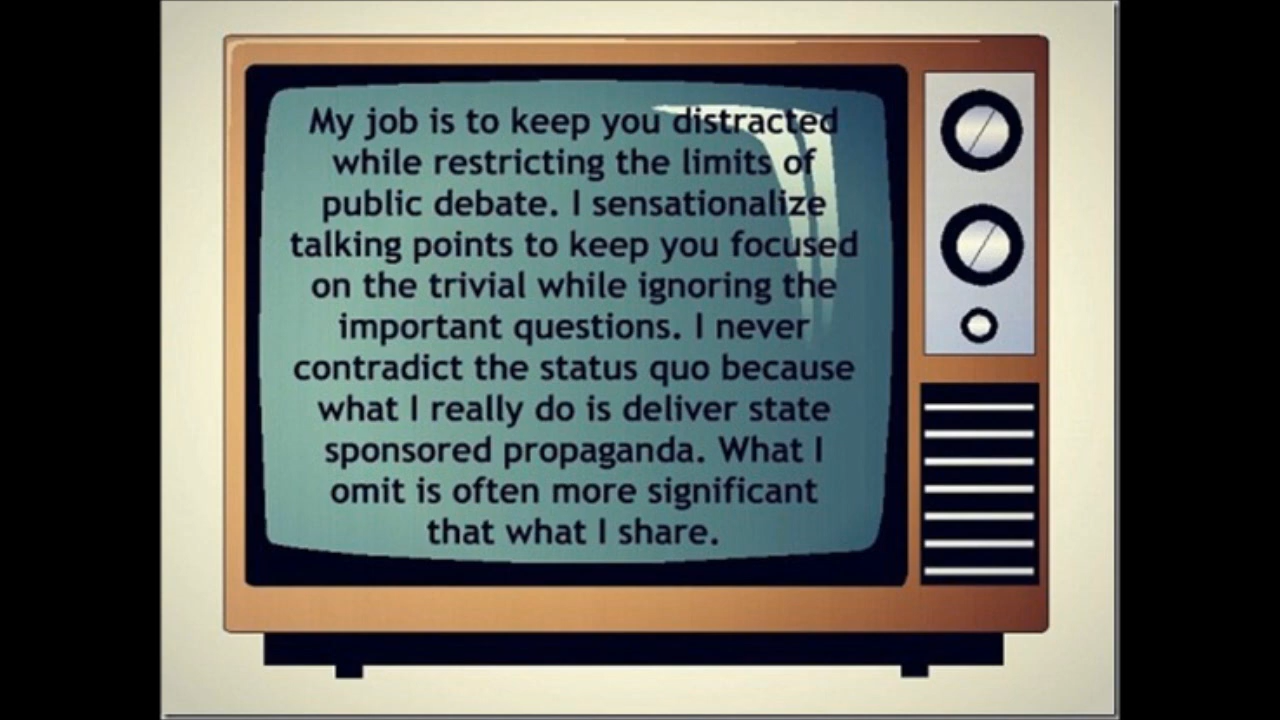 My job is to keep you distracted
while restricting the limits of
public debate. I sensationalize
talking points to keep you focused
on the trivial while ignoring the
important questions. I never
contradict the status quo because
what I really do is deliver state
sponsored propaganda. What I
omit is often more significant
that what I share.